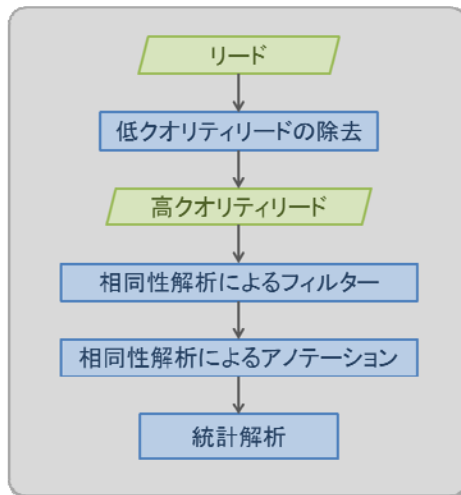 リード
低クオリティリードの除去
高クオリティリード
相同性解析によるフィルター
相同性解析によるアノテーション
統計解析